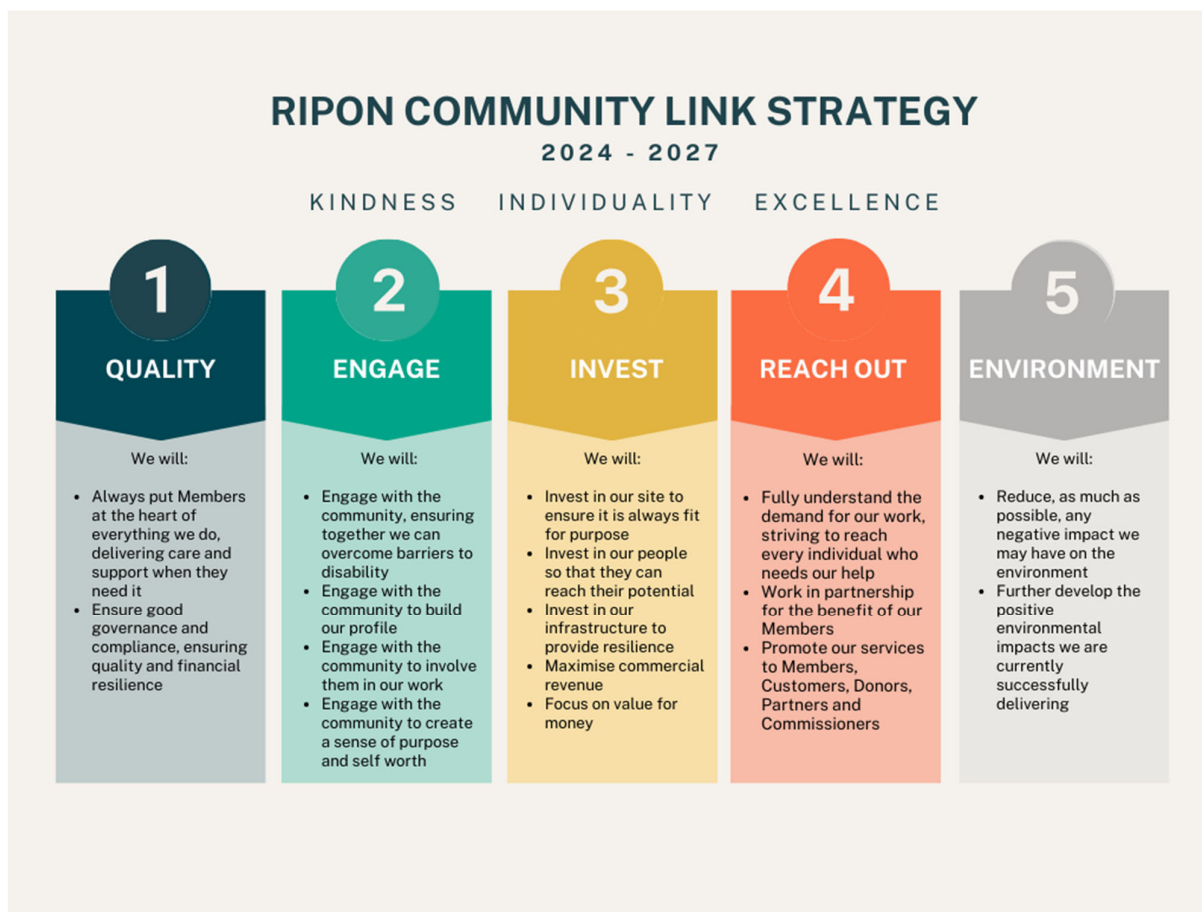 RIPON COMMUNITY LINK STRATEGY
2024 - 2027
KINDNESS INDIVIDUALITY EXCELLENCE
1
QUALITY
We will:
• Always put Members
at the heart of
everything we do,
delivering care and
support when they
need it
• Ensure good
governance and
compliance, ensuring
quality and financial
resilience
2
ENGAGE
We will:
• Engage with the
community, ensuring
together we can
overcome barriers to
disability
• Engage with the
community to build
our profile
• Engage with the
community to involve
them in our work
• Engage with the
community to create
a sense of purpose
and self worth
3
INVEST
We will:
• Invest in our site to
ensure it is always fit
for purpose
• Invest in our people
so that they can
reach their potential
• Invest in our
infrastructure to
provide resilience
• Maximise commercial
revenue
• Focus on value for
money
4
REACH OUT
We will:
• Fully understand the
demand for our work,
striving to reach
every individual who
needs our help
• Work in partnership
for the benefit of our
Members
• Promote our services
to Members,
Customers, Donors,
Partners and
Commissioners
5
ENVIRONMENT
We will:
• Reduce, as much as
possible, any
negative impact we
may have on the
environment
• Further develop the
positive
environmental
impacts we are
currently
successfully
delivering